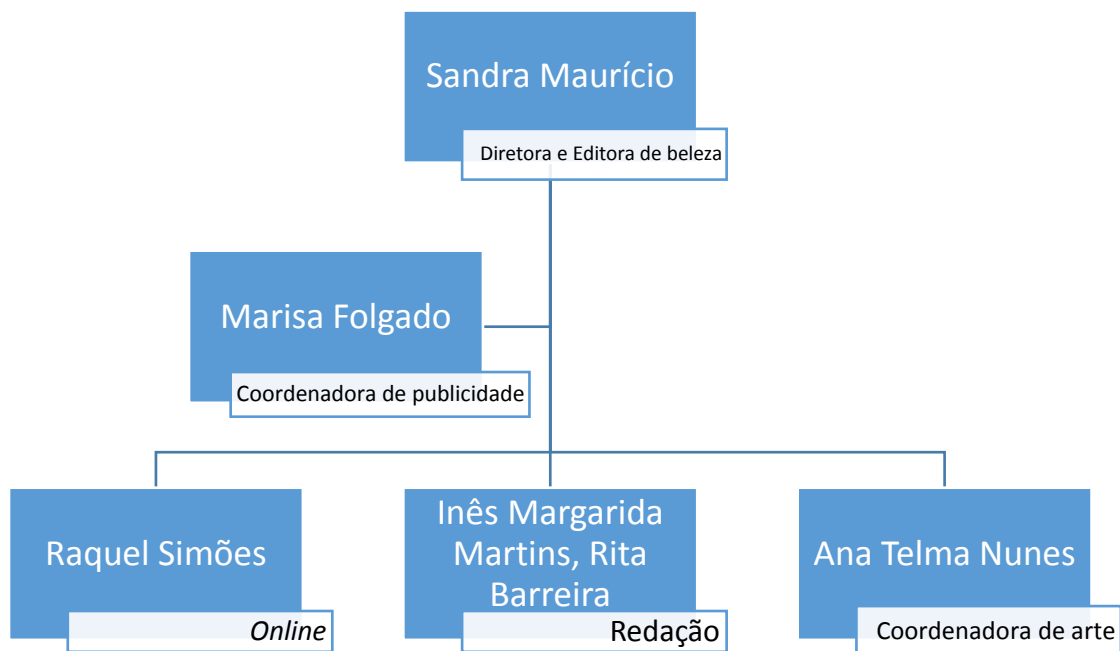 Sandra Maurício
Diretora e Editora de beleza
Marisa Folgado
Coordenadora de publicidade
Raquel Simões
Online
Inês Margarida
Martins, Rita
Barreira
Redação
Ana Telma Nunes
Coordenadora de arte